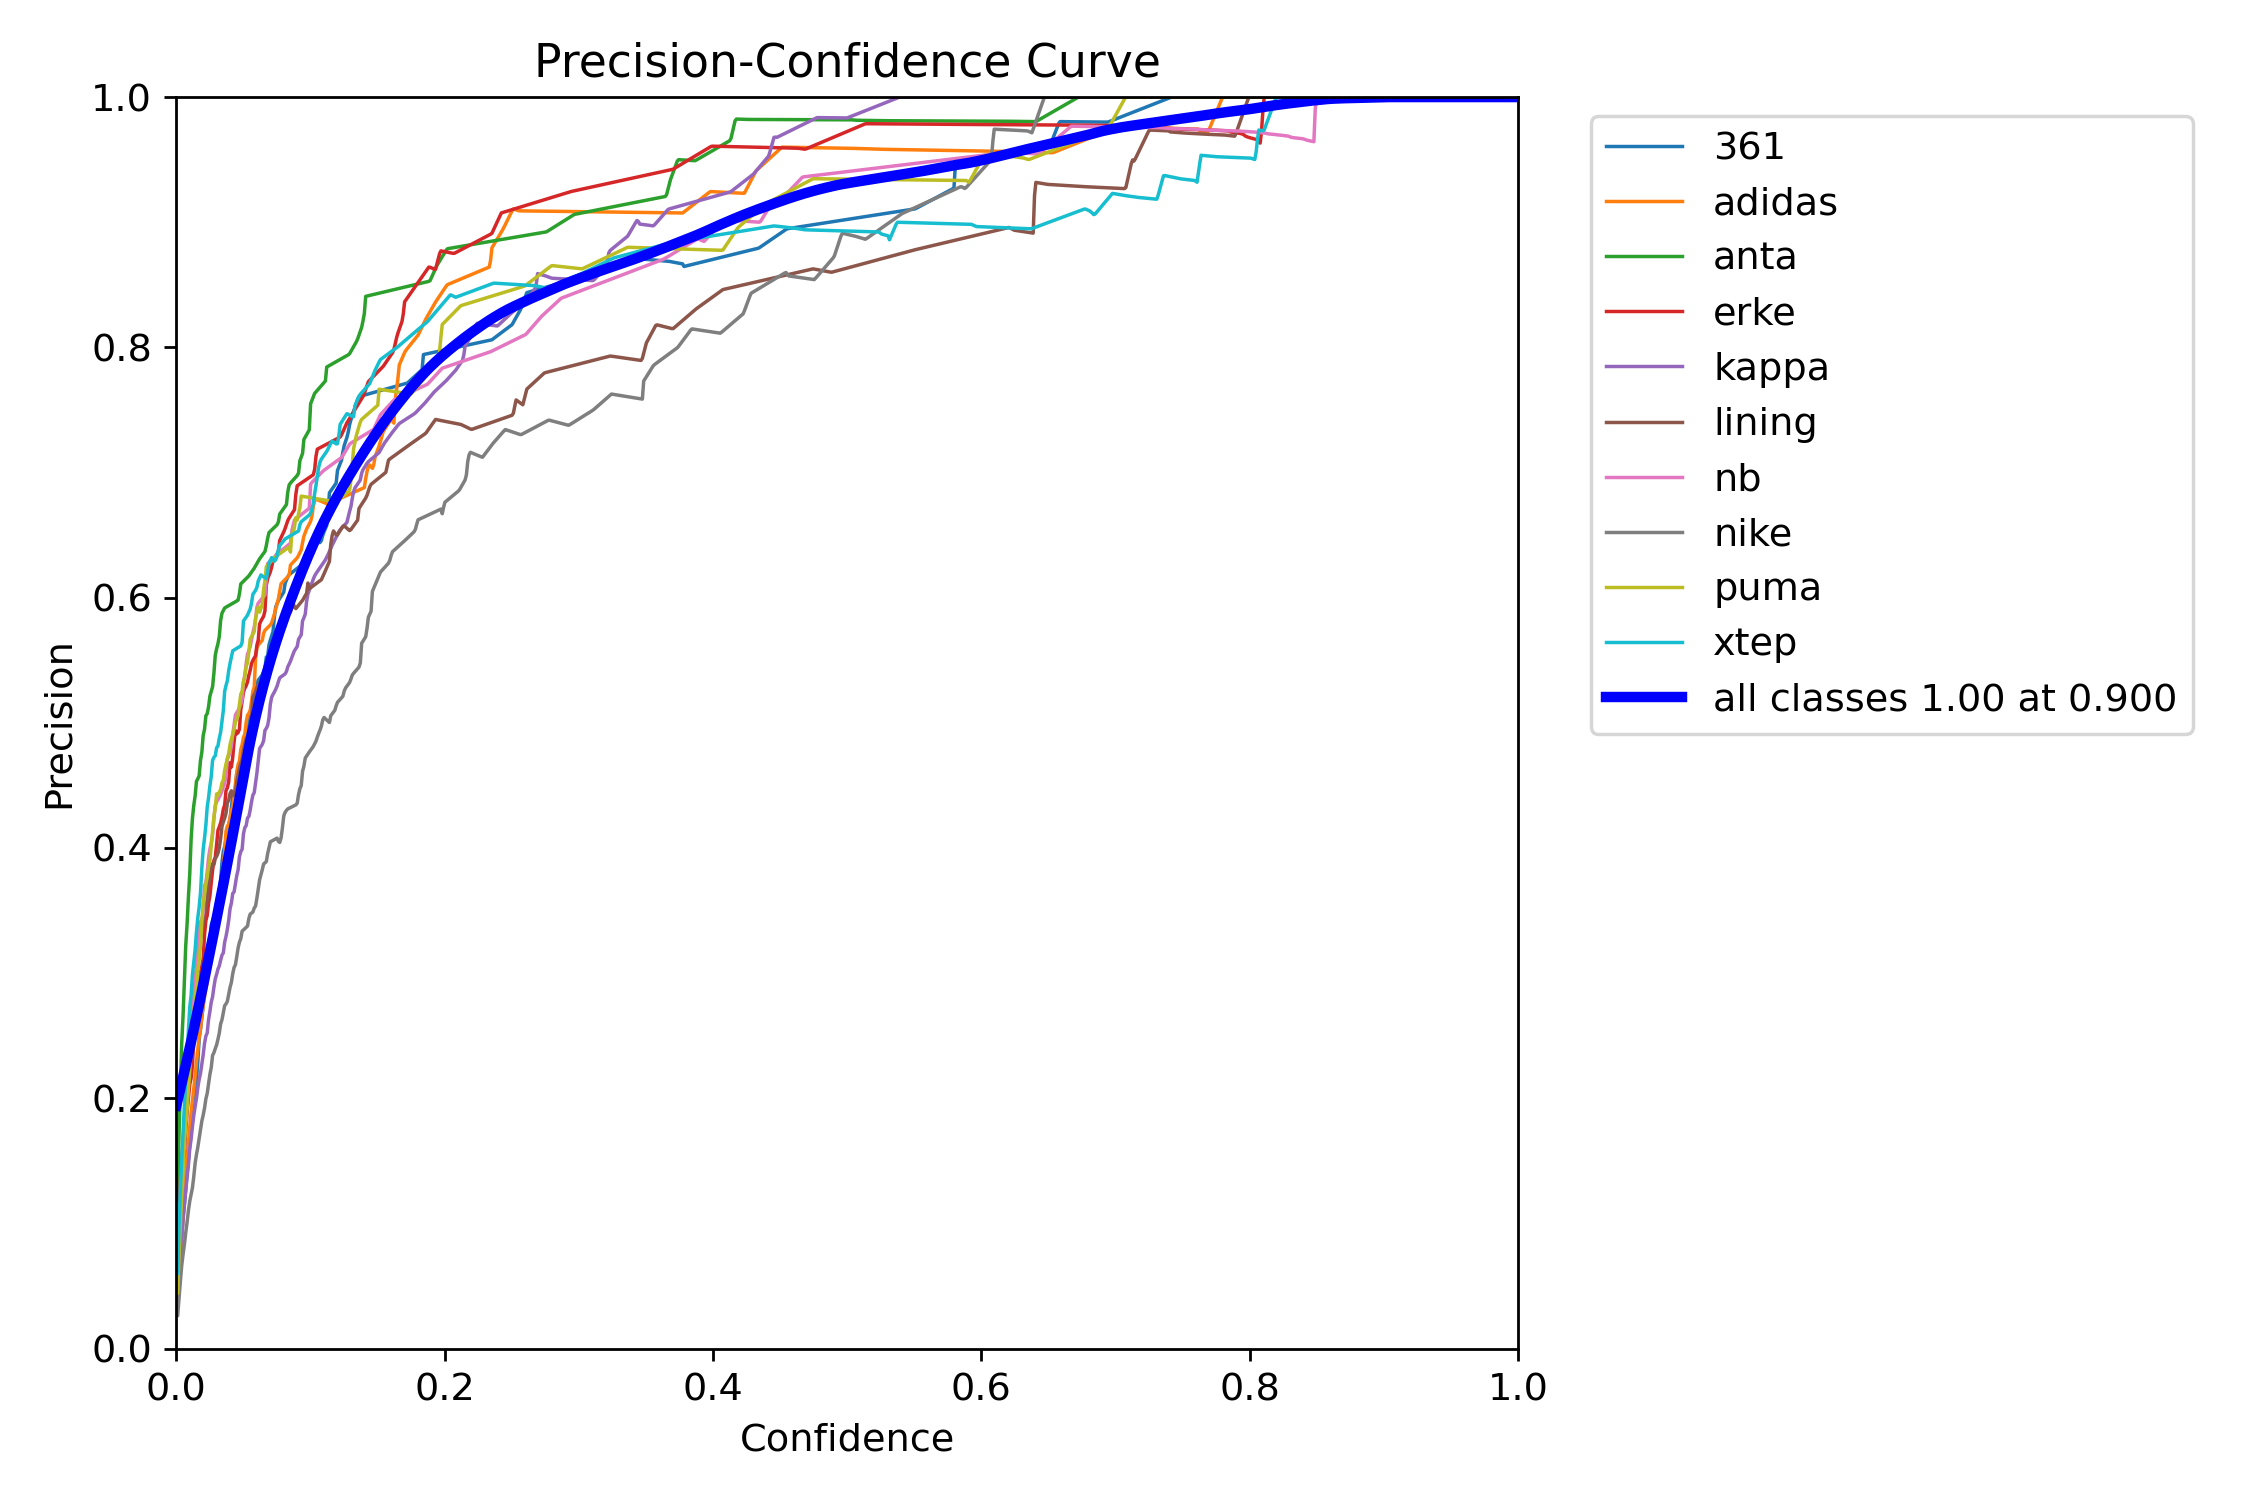 Precision-Confidence Curve
1.0
0.8
0.6
0.4
0.2
0.0
Precision
0.0 0.2 0.4 0.6 0.8 1.0
Confidence
361
adidas
anta
erke
kappa
lining
nb
nike
puma
xtep
all classes 1.00 at 0.900